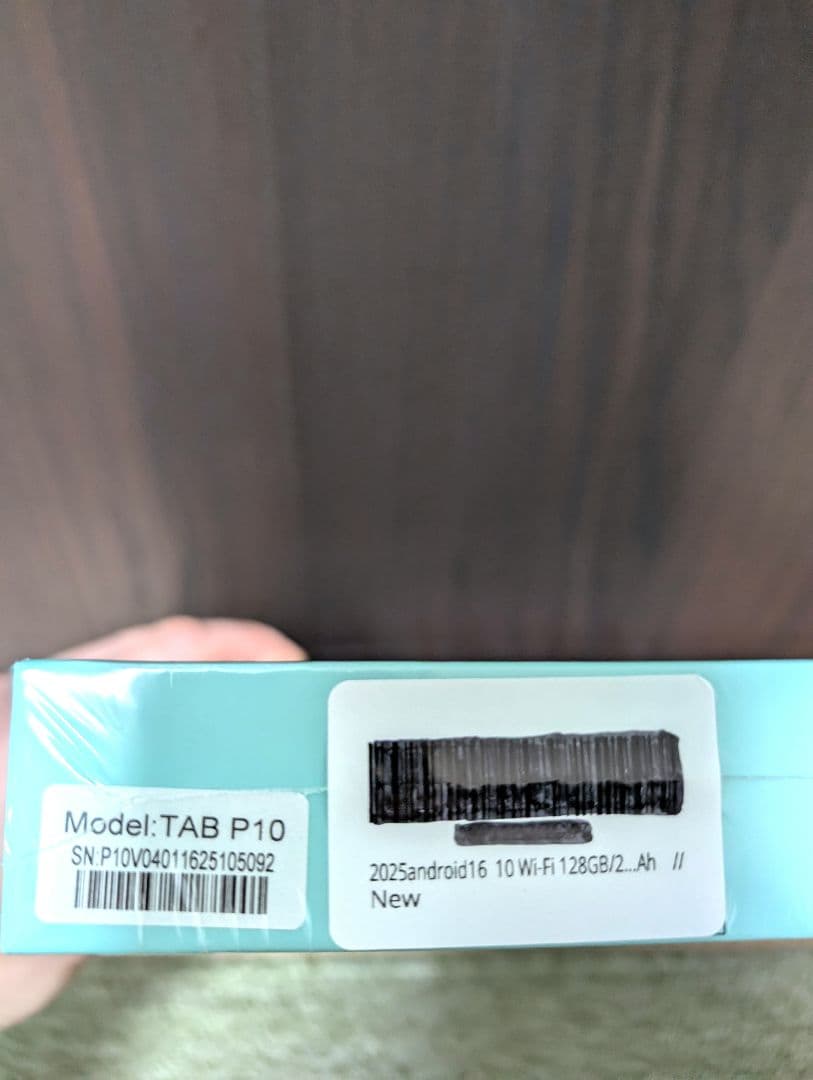 Model:TAB P10
SN:P10V04011625105092
2025android16 10 Wi-Fi 128GB/2...Ah //
New